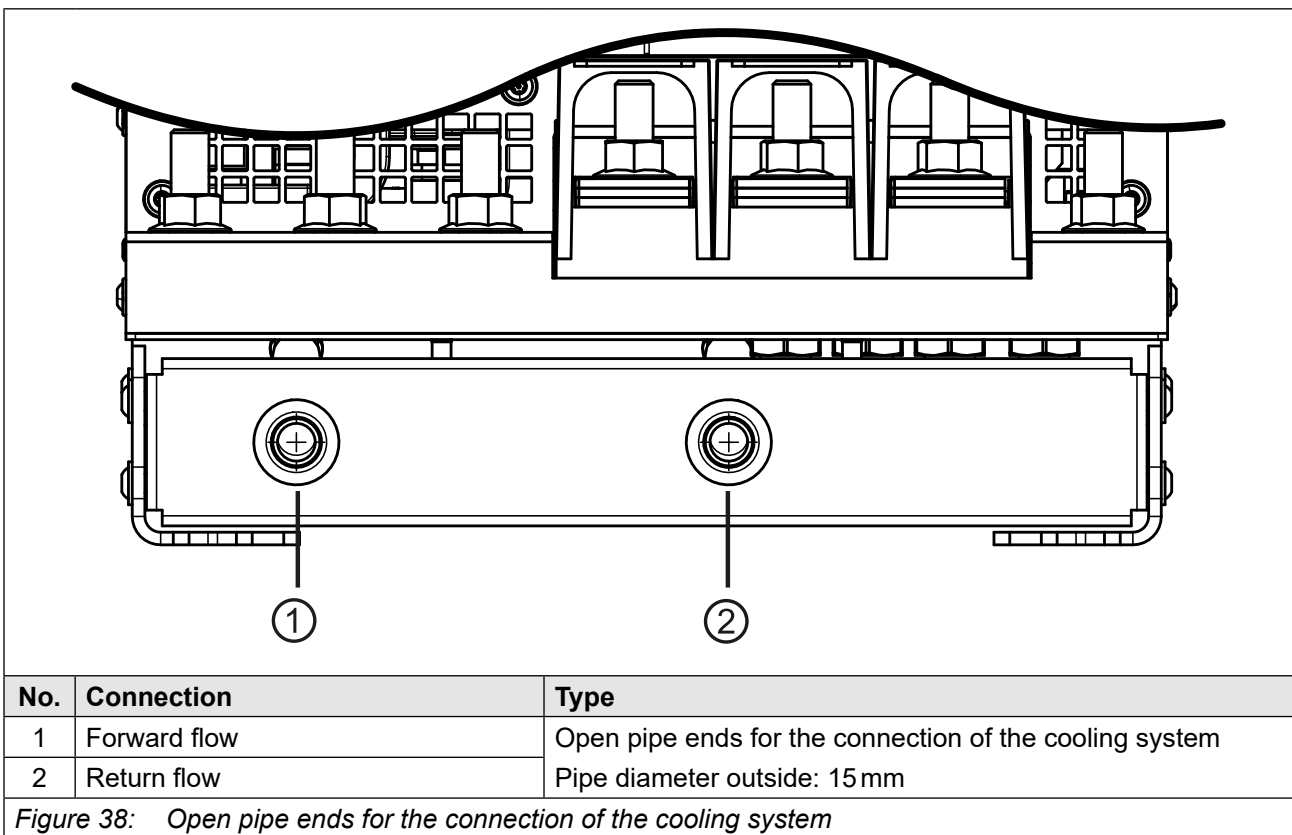 1
2
No. Connection Type
1 Forward flow Open pipe ends for the connection of the cooling system
2 Return flow Pipe diameter outside: 15 mm
Figure 38: Open pipe ends for the connection of the cooling system